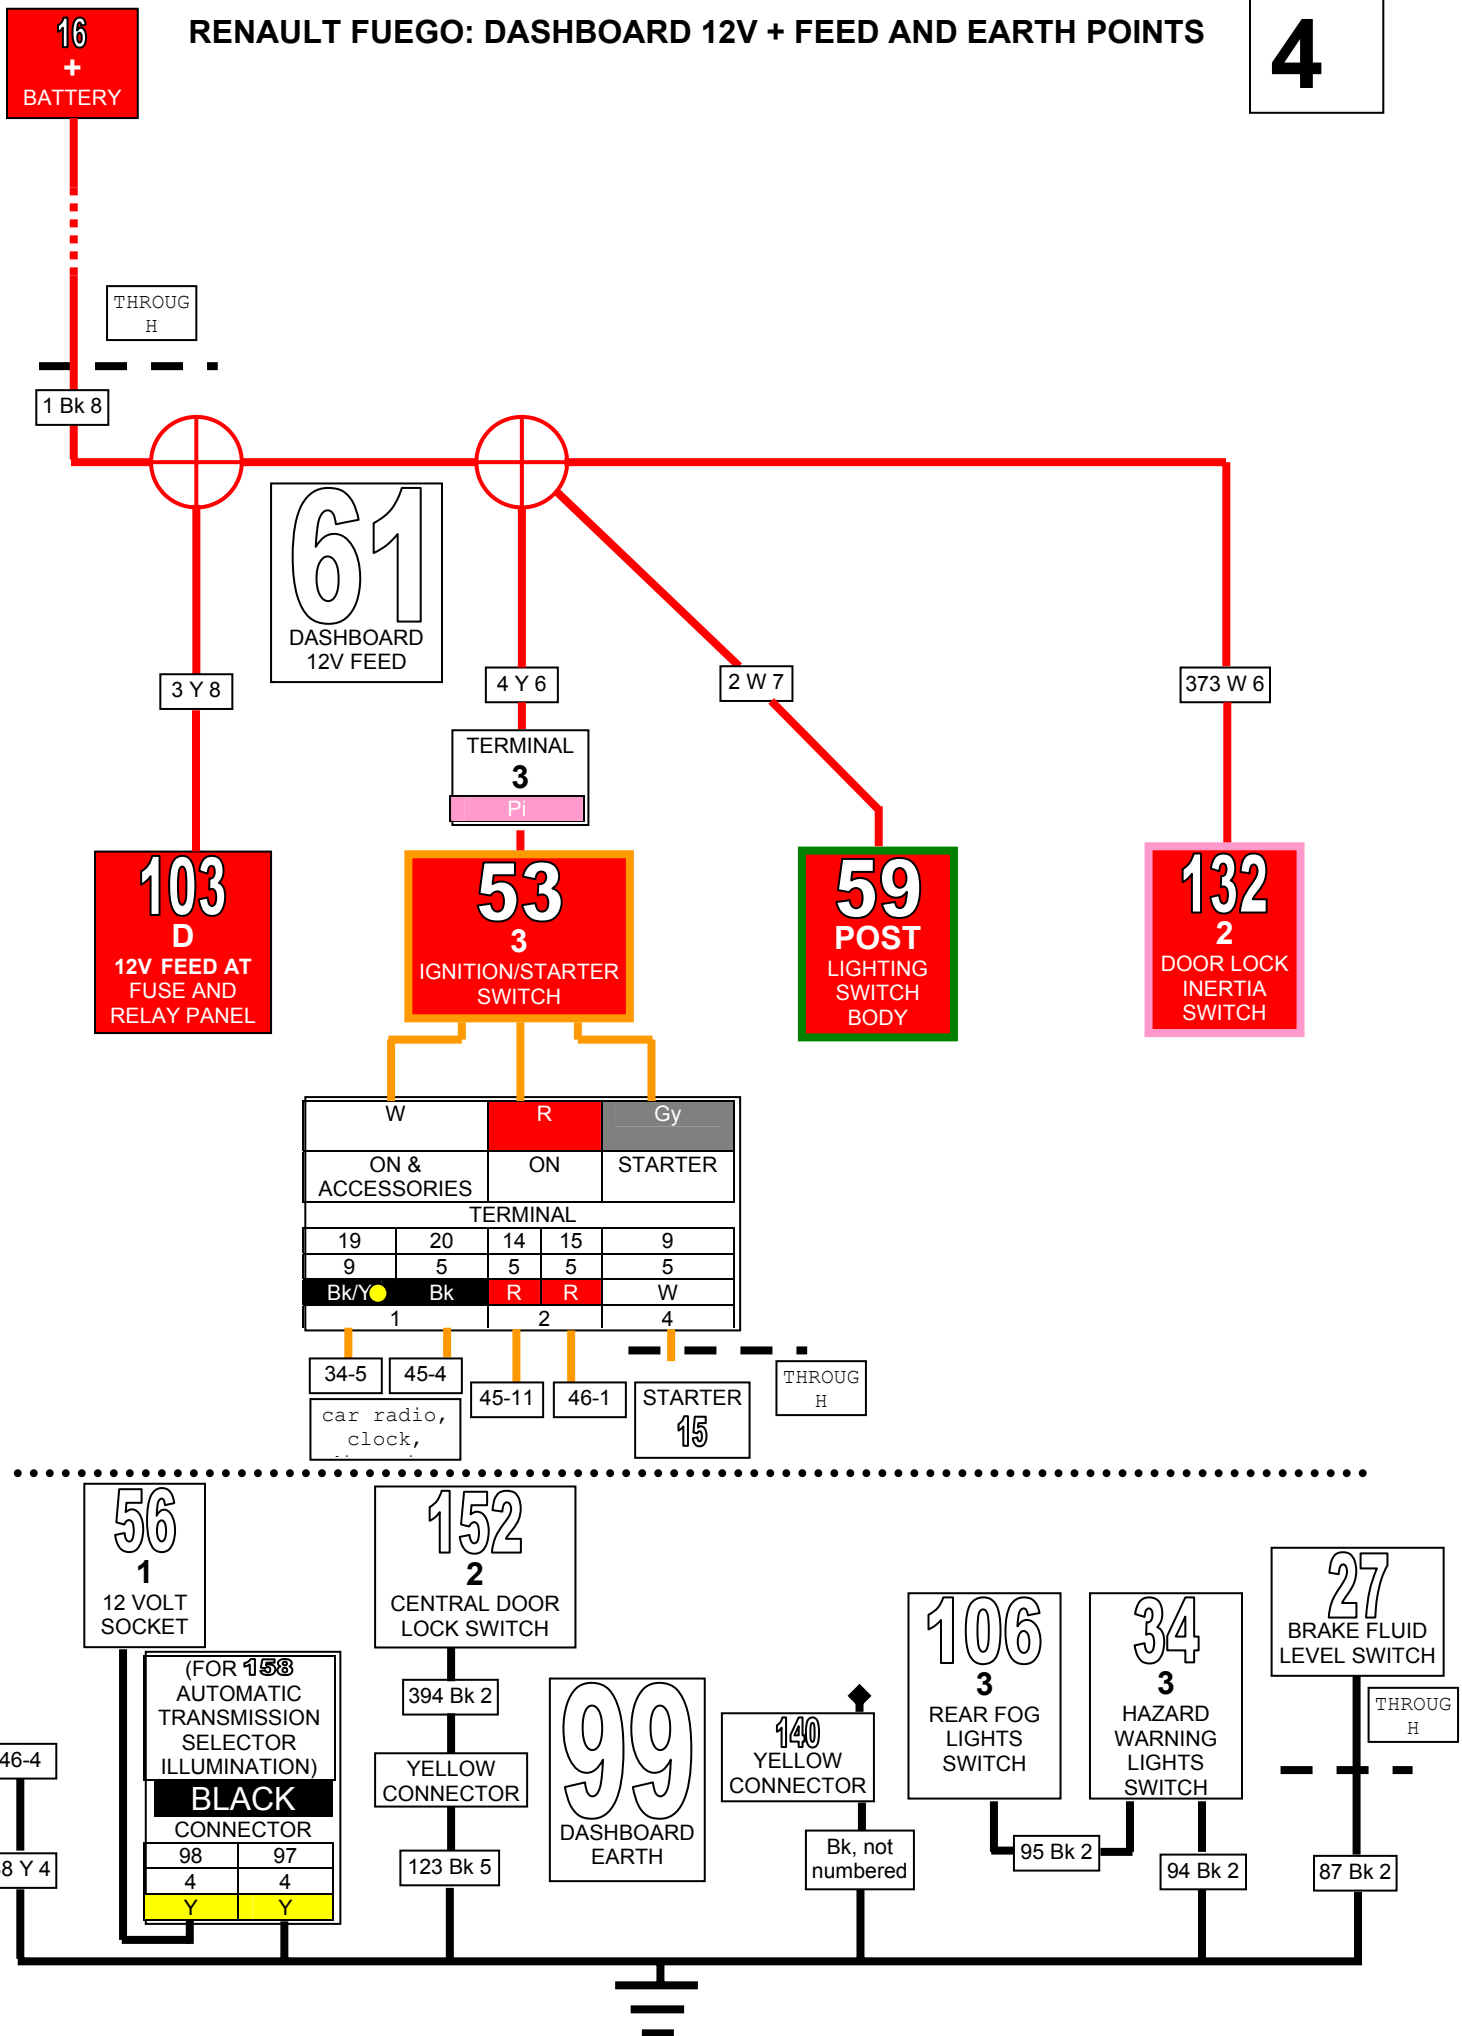 16
+
BATTERY
RENAULT FUEGO: DASHBOARD 12V + FEED AND EARTH POINTS
4
THROUG
H
1 Bk 8
61
DASHBOARD
12V FEED
3 Y 8
4 Y 6
2 W 7
373 W 6
TERMINAL
3
Pi
103
D
12V FEED AT
FUSE AND
RELAY PANEL
53
3
IGNITION/STARTER
SWITCH
59
POST
LIGHTING
SWITCH
BODY
132
2
DOOR LOCK
INERTIA
SWITCH
W R Gy
ON &
ACCESSORIES
ON
STARTER
TERMINAL
19 20 14 15 9
9 5 5 5 5
Bk/Y Bk R R W
1 2 4
34-5
45-4
45-11
46-1
STARTER
15
THROUG
H
car radio,
clock,
56
1
12 VOLT
SOCKET
152
2
CENTRAL DOOR
LOCK SWITCH
106
3
REAR FOG
LIGHTS
SWITCH
34
3
HAZARD
WARNING
LIGHTS
SWITCH
27
BRAKE FLUID
LEVEL SWITCH
THROUG
H
(FOR 158
AUTOMATIC
TRANSMISSION
SELECTOR
ILLUMINATION)
BLACK
CONNECTOR
98 97
4 4
Y Y
394 Bk 2
YELLOW
CONNECTOR
123 Bk 5
99
DASHBOARD
EARTH
140
YELLOW
CONNECTOR
Bk, not
numbered
95 Bk 2
94 Bk 2
87 Bk 2
46-4
8 Y 4